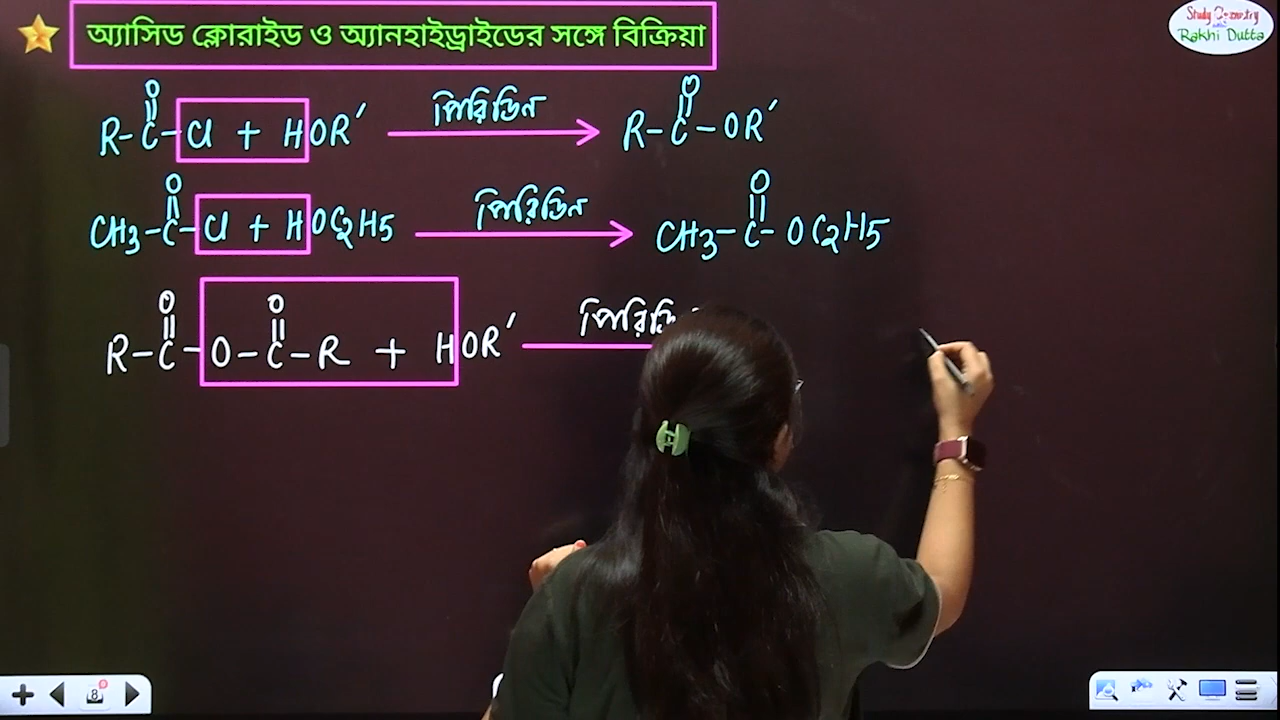 অ্যাসিড ক্লোরাইড ও অ্যানহাইড্রাইডের সঙ্গে বিক্রিয়া
Study Chemistry
with
Rakhi Dutta
O O
R-C-Cl + HOR′ পিরিডিন R-C-OR′
O O
CH3-C-Cl + HOC2H5 পিরিডিন CH3-C-OC2H5
O O
R-C-O-C-R + HOR′
8